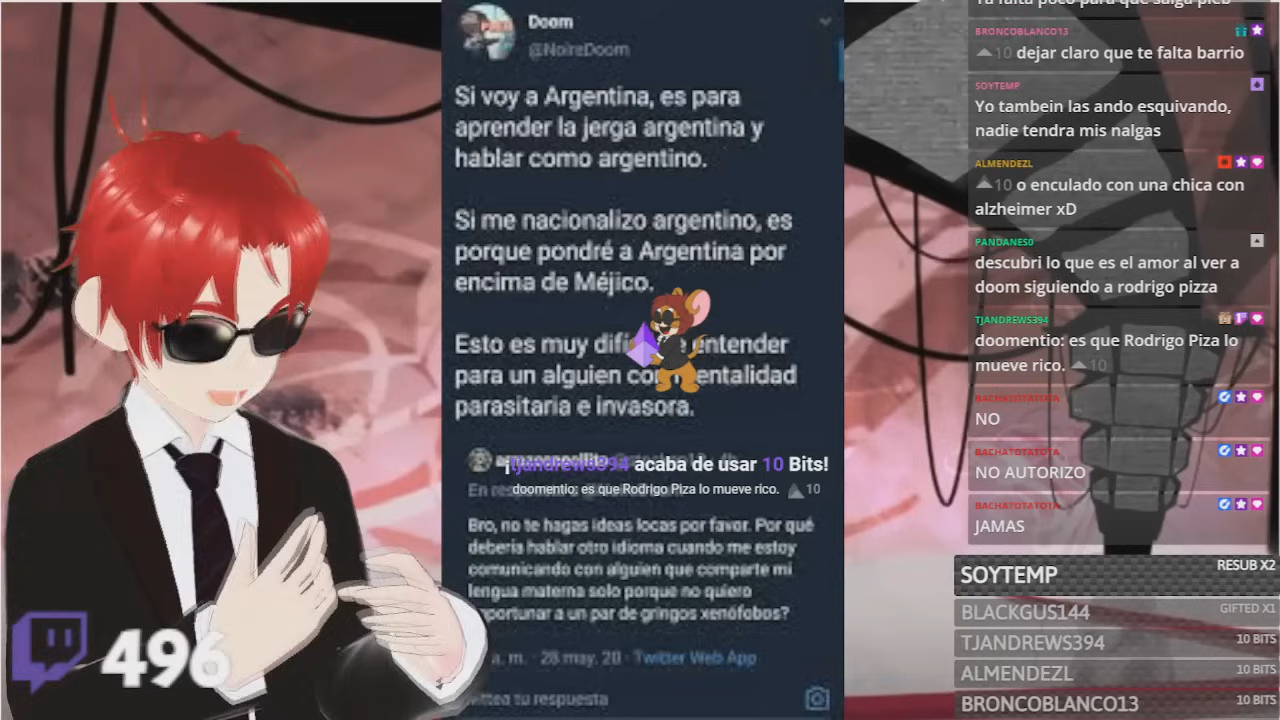 Doom
@NoireDoom
Si voy a Argentina, es para
aprender la jerga argentina y
hablar como argentino.
Si me nacionalizo argentino, es
porque pondré a Argentina por
encima de Méjico.
Esto es muy entender
para un alguien con mentalidad
parasitaria e invasora.
¡tjandrews394 acaba de usar 10 Bits!
doomentio: es que Rodrigo Piza lo mueve rico. 10
Bro, no te hagas ideas locas por favor. Por qué
debería hablar otro idioma cuando me estoy
comunicando con alguien que comparte mi
lengua materna solo porque no quiero
a un par de gringos xenófobos?
a. m. · 28 may. 20 · Twitter Web App
tu respuesta
496
BRONCOBLANCO13
10 dejar claro que te falta barrio
SOYTEMP
Yo tambein las ando esquivando,
nadie tendra mis nalgas
ALMENDEZL
10 o enculado con una chica con
alzheimer xD
PANDANES0
descubri lo que es el amor al ver a
doom siguiendo a rodrigo pizza
TJANDREWS394
doomentio: es que Rodrigo Piza lo
mueve rico. 10
BACHATOTATOTA
NO
BACHATOTATOTA
NO AUTORIZO
BACHATOTATOTA
JAMAS
SOYTEMP RESUB X2
BLACKGUS144 GIFTED X1
TJANDREWS394 10 BITS
ALMENDEZL 10 BITS
BRONCOBLANCO13 10 BITS